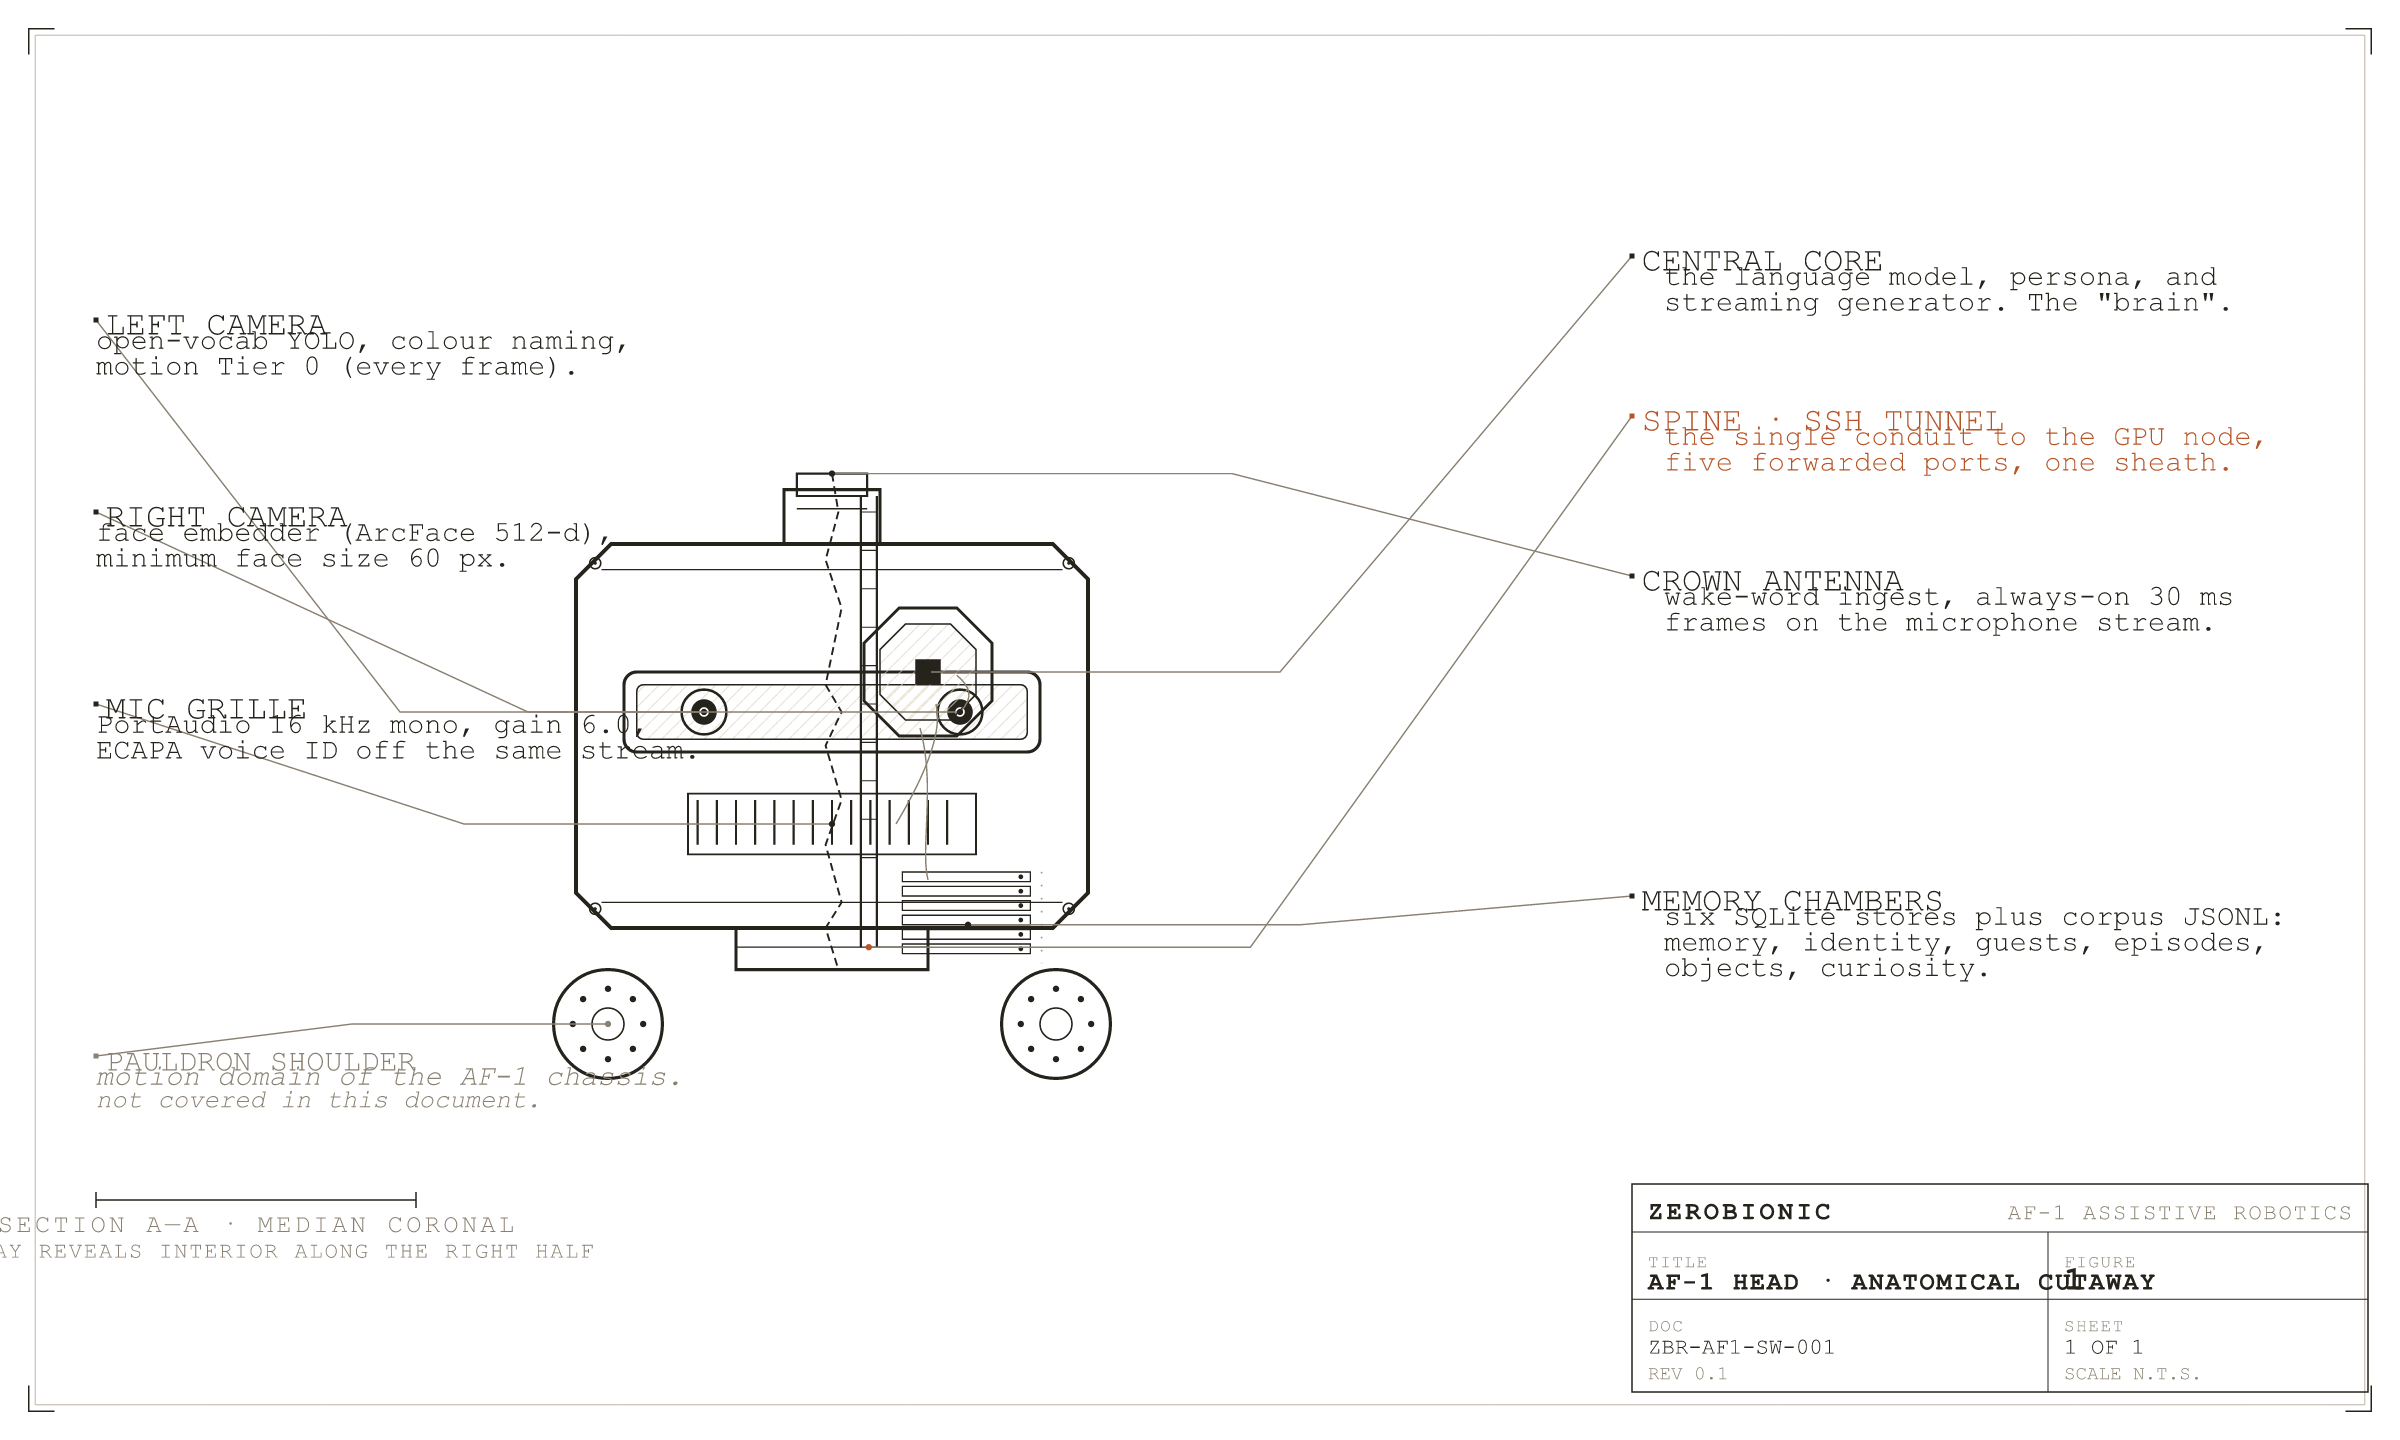 LEFT CAMERA
open-vocab YOLO, colour naming,
motion Tier 0 (every frame).
RIGHT CAMERA
face embedder (ArcFace 512-d),
minimum face size 60 px.
MIC GRILLE
PortAudio 16 kHz mono, gain 6.0,
ECAPA voice ID off the same stream.
PAULDRON SHOULDER
motion domain of the AF-1 chassis.
not covered in this document.
SECTION A—A · MEDIAN CORONAL
AY REVEALS INTERIOR ALONG THE RIGHT HALF
CENTRAL CORE
the language model, persona, and
streaming generator. The "brain".
SPINE · SSH TUNNEL
the single conduit to the GPU node,
five forwarded ports, one sheath.
CROWN ANTENNA
wake-word ingest, always-on 30 ms
frames on the microphone stream.
MEMORY CHAMBERS
six SQLite stores plus corpus JSONL:
memory, identity, guests, episodes,
objects, curiosity.
ZEROBIONIC
AF-1 ASSISTIVE ROBOTICS
TITLE
AF-1 HEAD · ANATOMICAL CUTAWAY
FIGURE
1
DOC
ZBR-AF1-SW-001
REV 0.1
SHEET
1 OF 1
SCALE N.T.S.